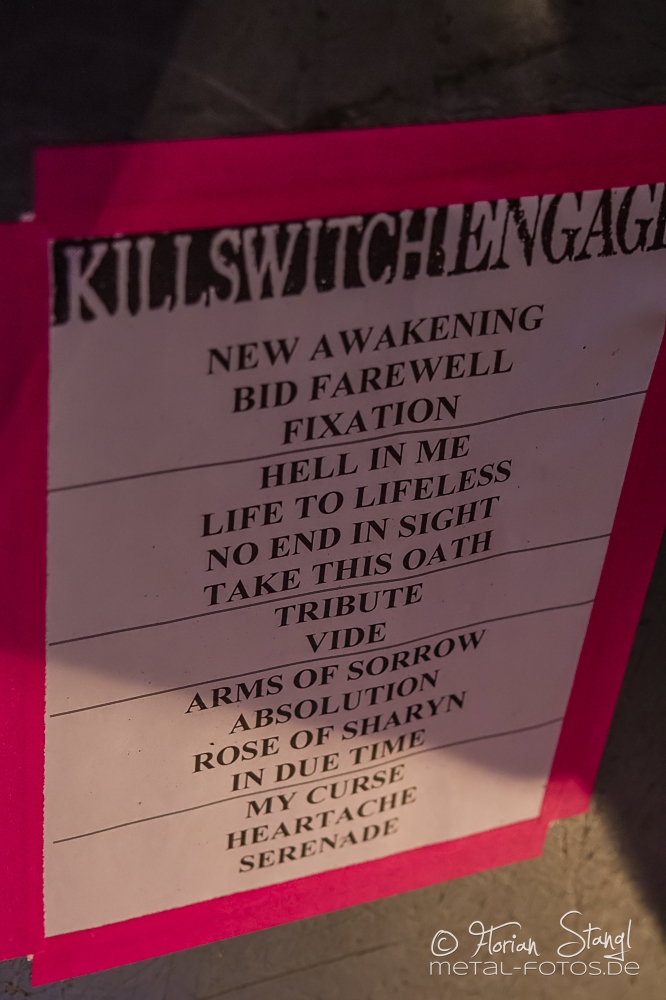 KILLSWITCH ENGAGE
NEW AWAKENING
BID FAREWELL
FIXATION
HELL IN ME
LIFE TO LIFELESS
NO END IN SIGHT
TAKE THIS OATH
TRIBUTE
VIDE
ARMS OF SORROW
ABSOLUTION
ROSE OF SHARYN
IN DUE TIME
MY CURSE
HEARTACHE
SERENADE
© Florian Stangl
METAL-FOTOS.DE